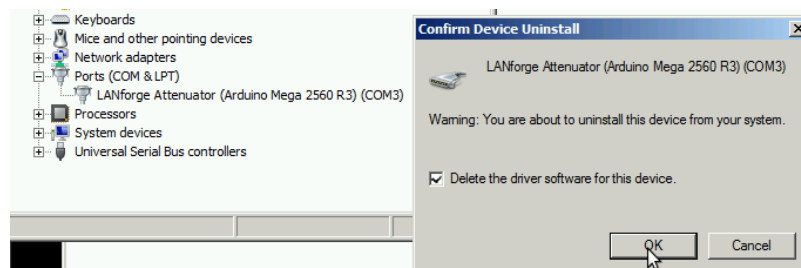 Keyboards
Mice and other pointing devices
Network adapters
Ports (COM & LPT)
LANforge Attenuator (Arduino Mega 2560 R3) (COM3)
Processors
System devices
Universal Serial Bus controllers
Confirm Device Uninstall
LANforge Attenuator (Arduino Mega 2560 R3) (COM3)
Warning: You are about to uninstall this device from your system.
Delete the driver software for this device.
OK
Cancel